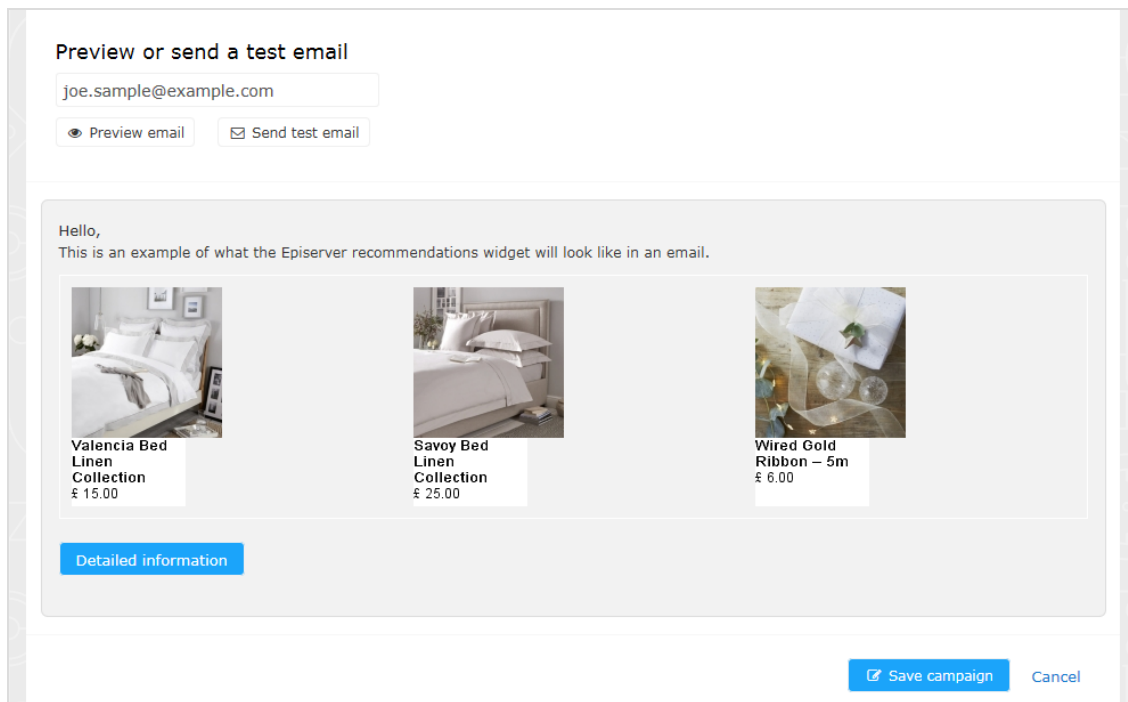 Preview or send a test email
joe.sample@example.com
Preview email
Send test email
Hello,
This is an example of what the Episerver recommendations widget will look like in an email.
Valencia Bed
Linen
Collection
£ 15.00
Savoy Bed
Linen
Collection
£ 25.00
Wired Gold
Ribbon – 5m
£ 6.00
Detailed information
Save campaign
Cancel